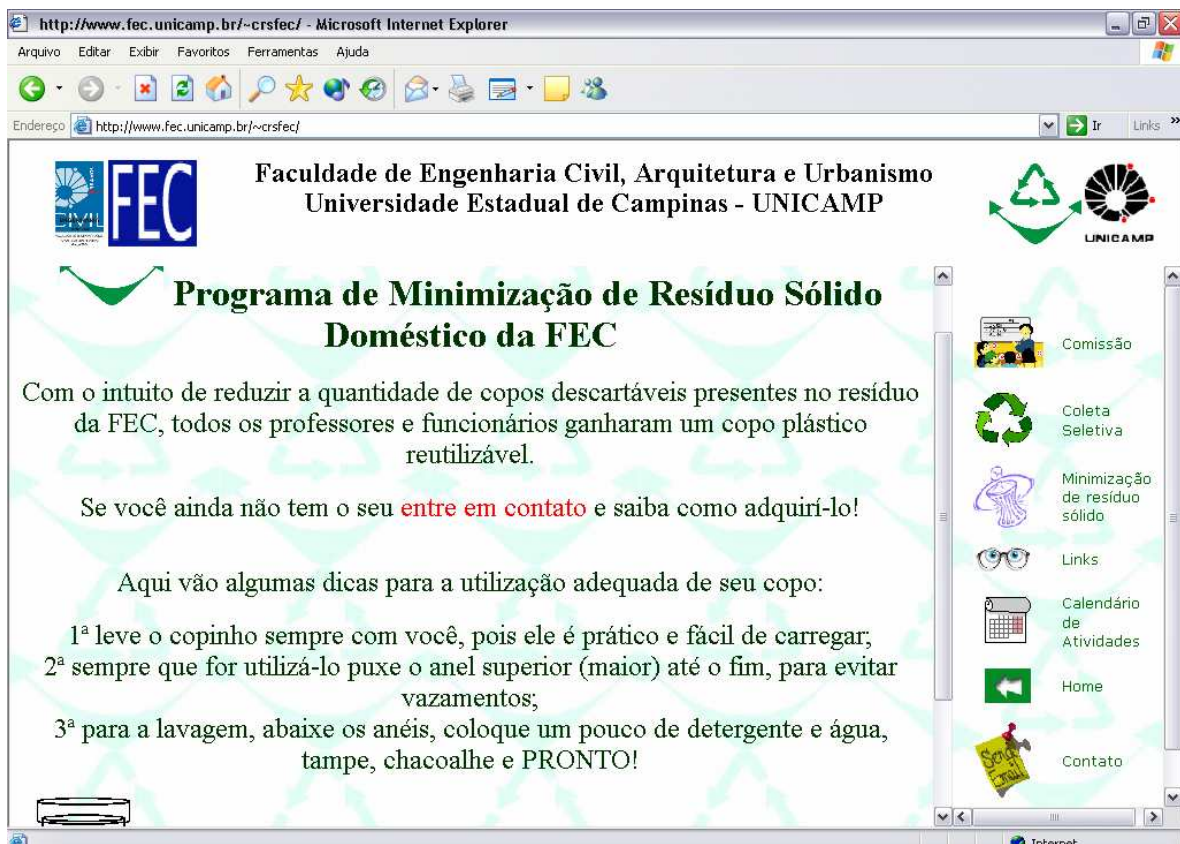 http://www.fec.unicamp.br/~crsfec/ - Microsoft Internet Explorer
Arquivo Editar Exibir Favoritos Ferramentas Ajuda
Endereço http://www.fec.unicamp.br/~crsfec/ Ir Links »
CIVIL FEC
Faculdade de Engenharia Civil, Arquitetura e Urbanismo
Universidade Estadual de Campinas - UNICAMP
UNICAMP
Programa de Minimização de Resíduo Sólido
Doméstico da FEC
Com o intuito de reduzir a quantidade de copos descartáveis presentes no resíduo
da FEC, todos os professores e funcionários ganharam um copo plástico
reutilizável.
Se você ainda não tem o seu entre em contato e saiba como adquirí-lo!
Aqui vão algumas dicas para a utilização adequada de seu copo:
1ª leve o copinho sempre com você, pois ele é prático e fácil de carregar;
2ª sempre que for utilizá-lo puxe o anel superior (maior) até o fim, para evitar
vazamentos;
3ª para a lavagem, abaixe os anéis, coloque um pouco de detergente e água,
tampe, chacoalhe e PRONTO!
Comissão
Coleta
Seletiva
Minimização
de resíduo
sólido
Links
Calendário
de
Atividades
Home
Send
Email
Contato
Internet